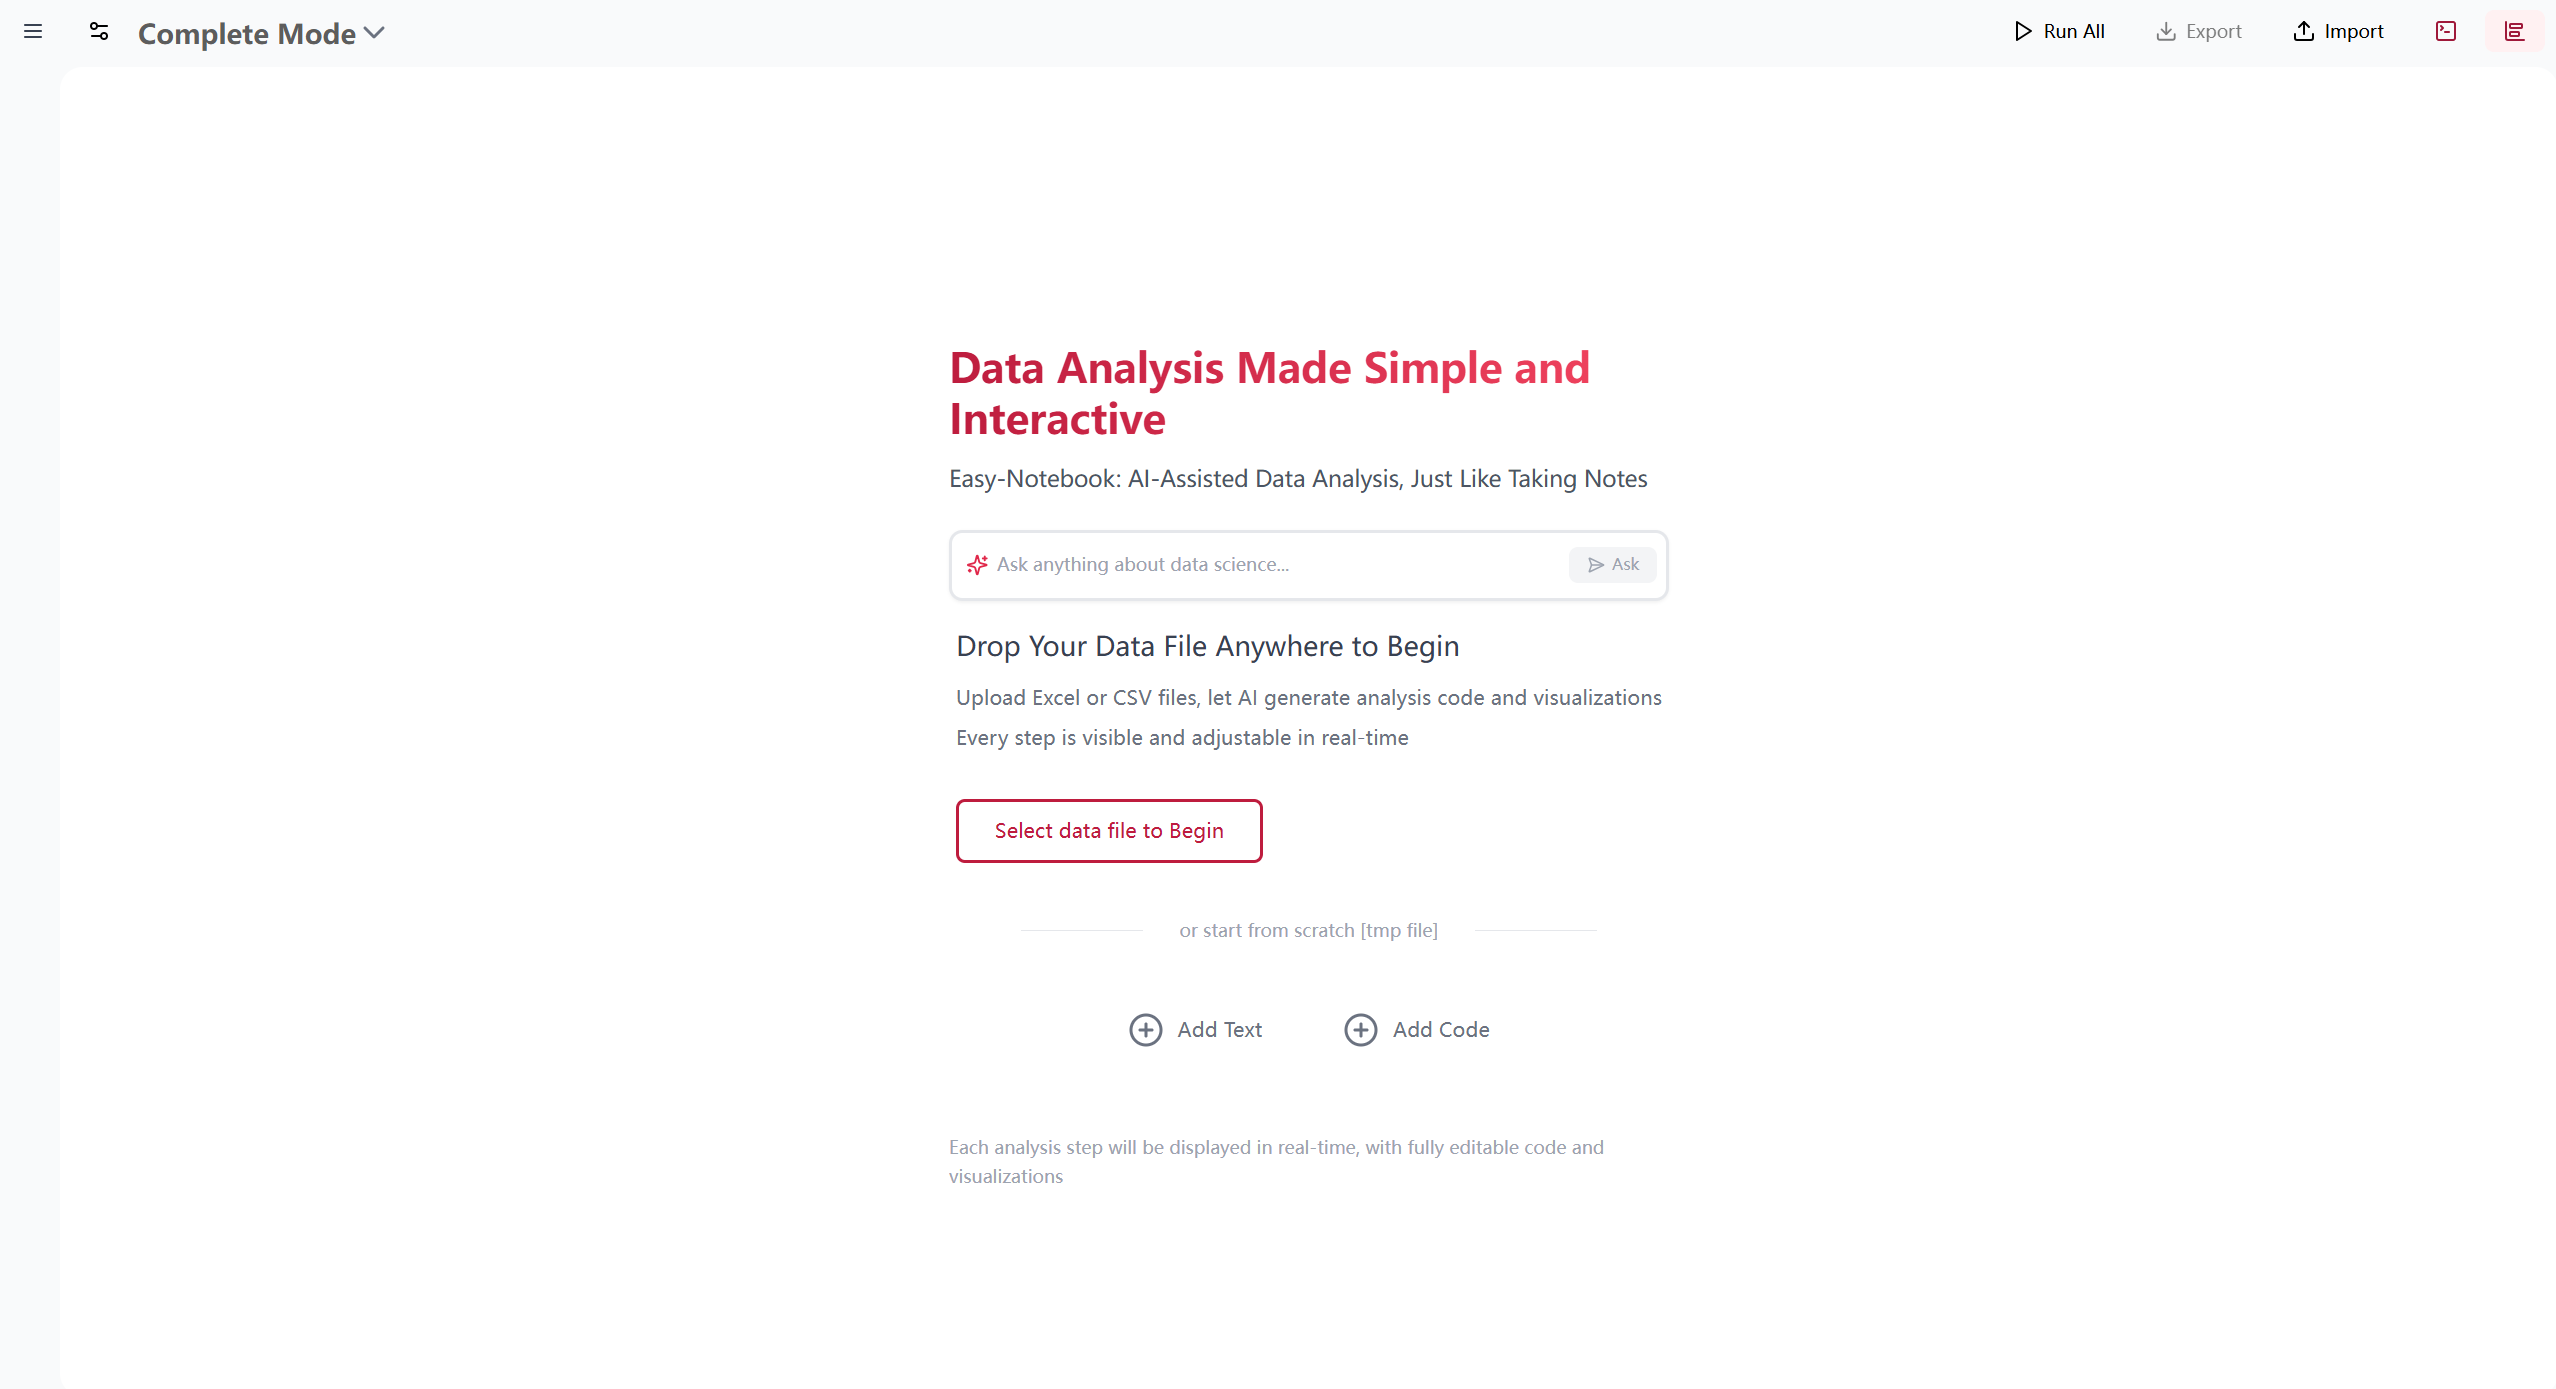 Complete Mode
Run All
Export
Import
Data Analysis Made Simple and
Interactive
Easy-Notebook: AI-Assisted Data Analysis, Just Like Taking Notes
Ask anything about data science...
Ask
Drop Your Data File Anywhere to Begin
Upload Excel or CSV files, let AI generate analysis code and visualizations
Every step is visible and adjustable in real-time
Select data file to Begin
or start from scratch [tmp file]
Add Text
Add Code
Each analysis step will be displayed in real-time, with fully editable code and
visualizations